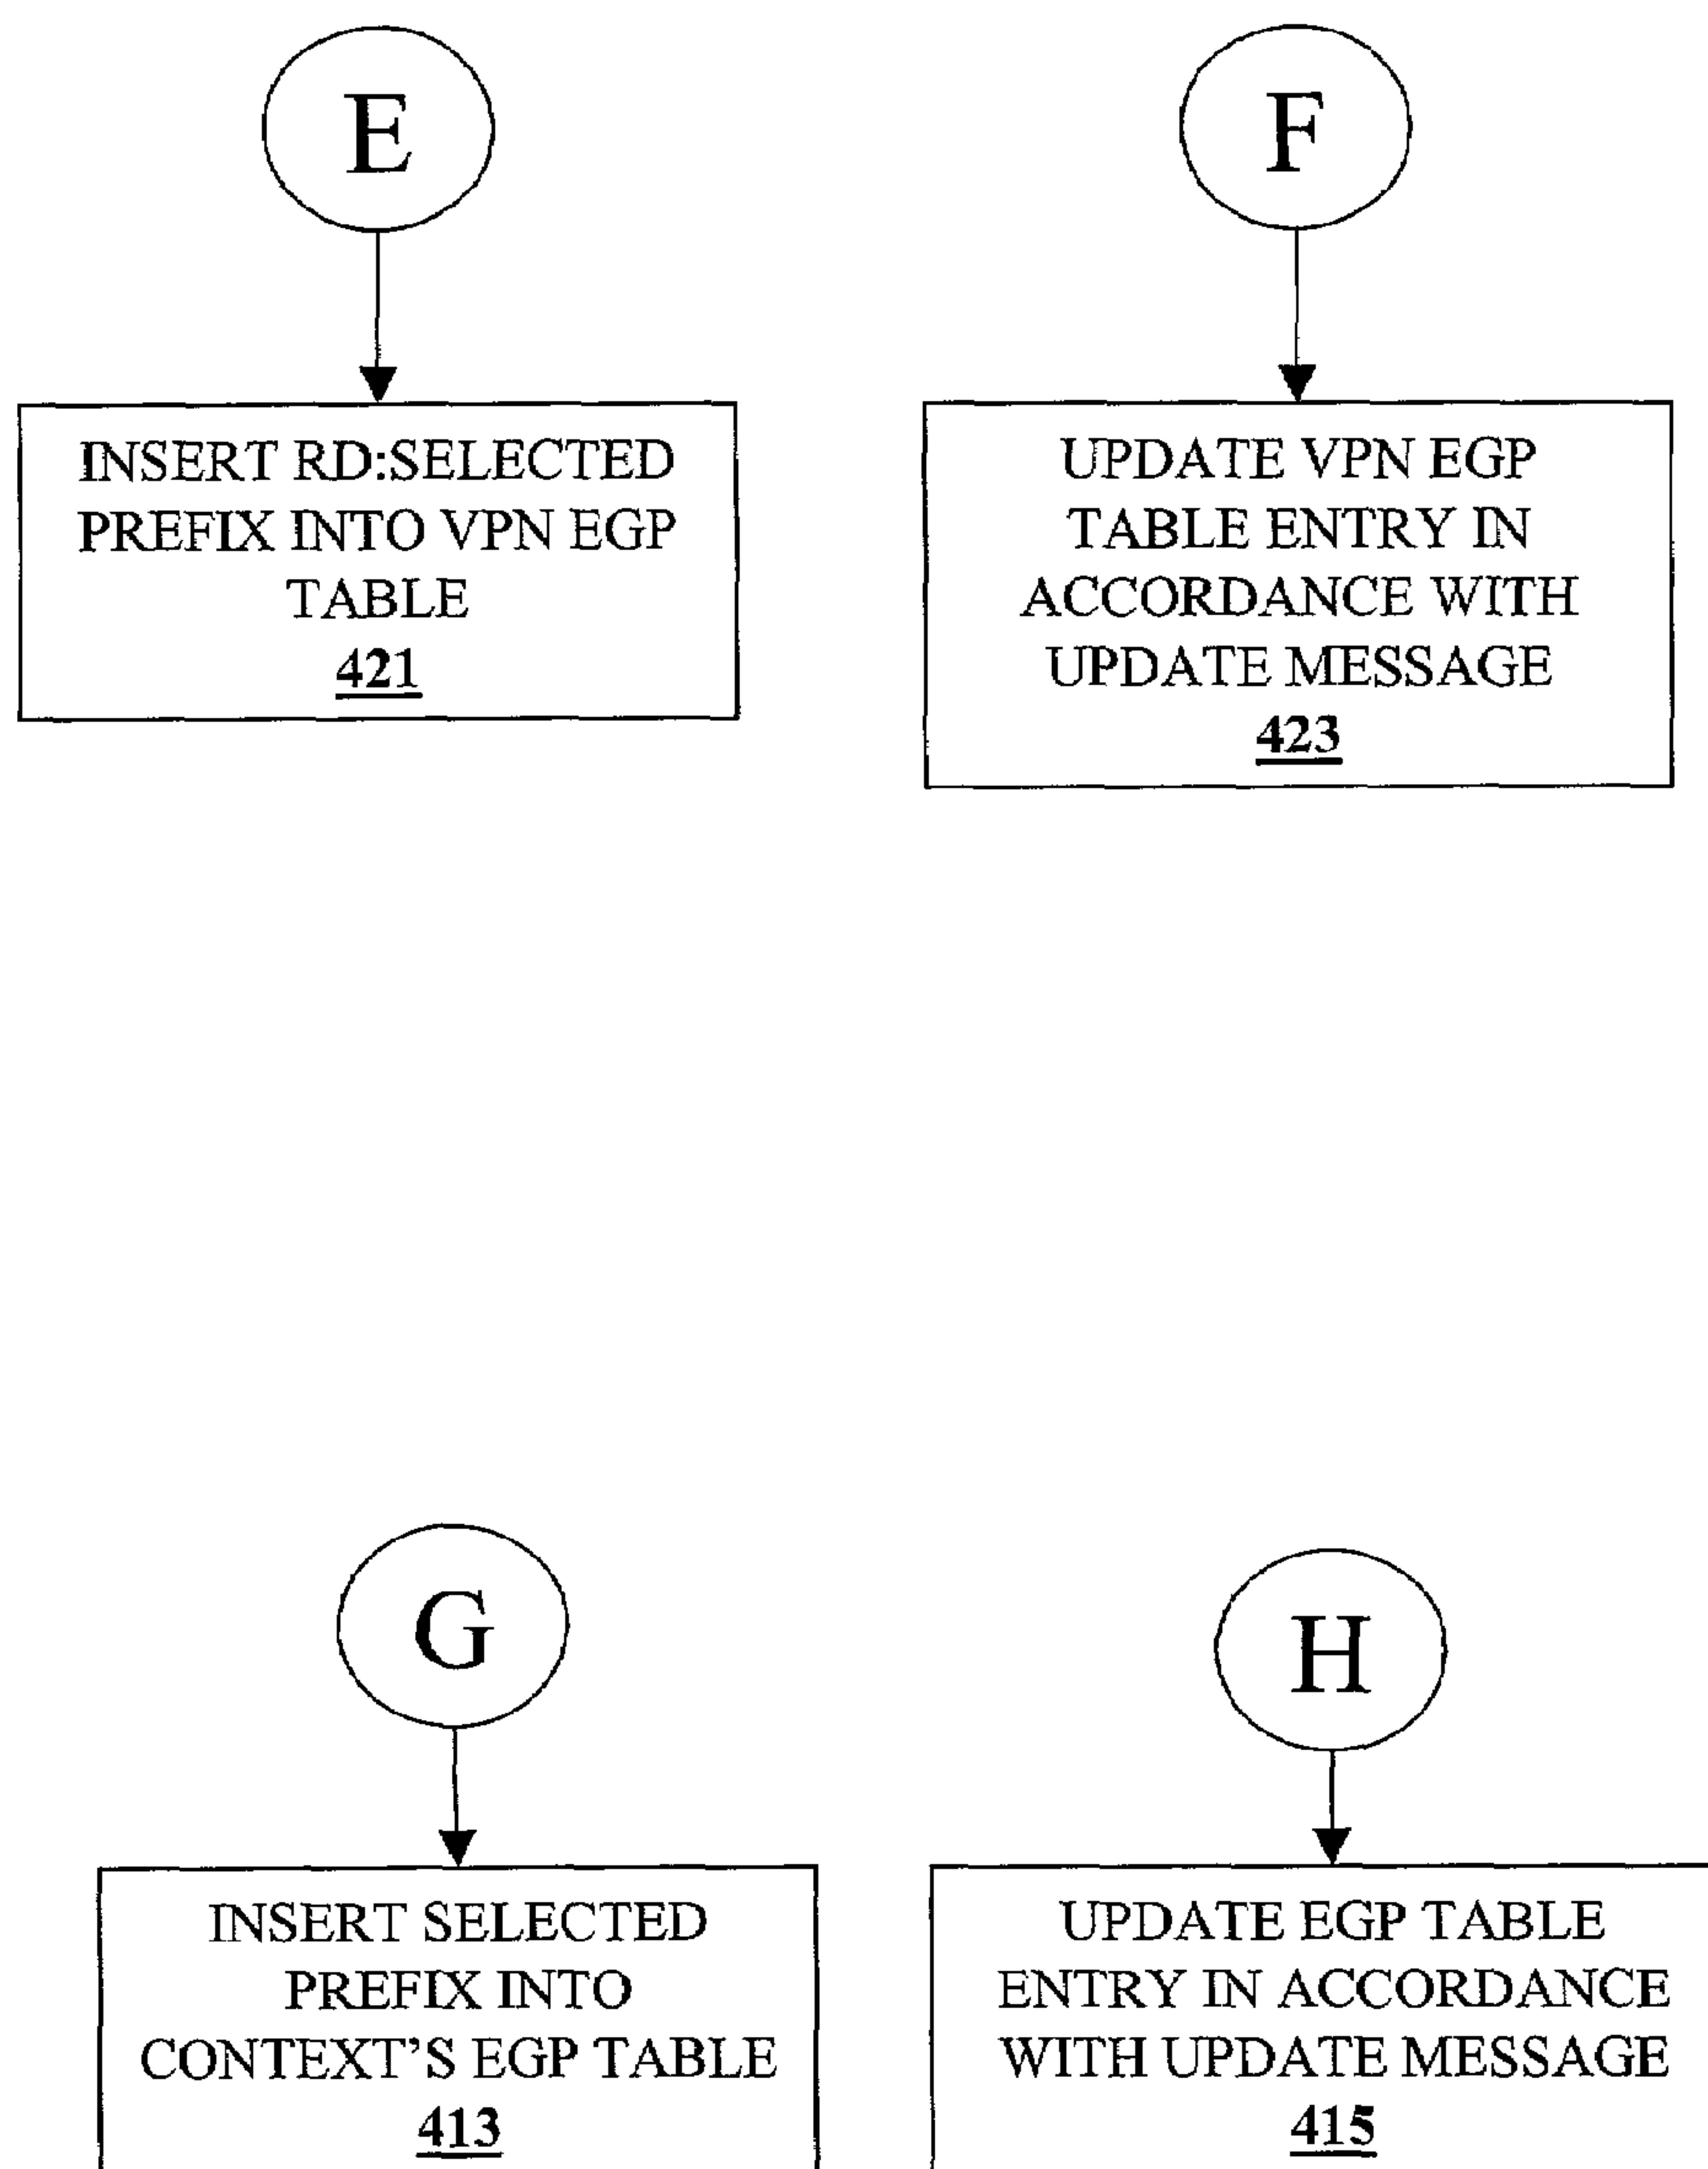 E
INSERT RD:SELECTED
PREFIX INTO VPN EGP
TABLE
421
F
UPDATE VPN EGP
TABLE ENTRY IN
ACCORDANCE WITH
UPDATE MESSAGE
423
G
INSERT SELECTED
PREFIX INTO
CONTEXT'S EGP TABLE
413
H
UPDATE EGP TABLE
ENTRY IN ACCORDANCE
WITH UPDATE MESSAGE
415